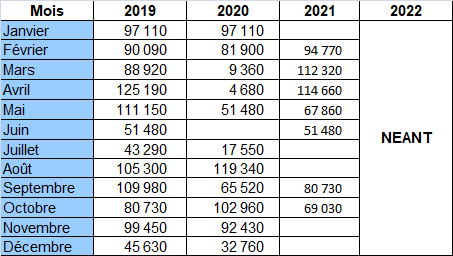 Mois 2019 2020 2021 2022
Janvier 97 110 97 110
Février 90 090 81 900 94 770
Mars 88 920 9 360 112 320
Avril 125 190 4 680 114 660
Mai 111 150 51 480 67 860
Juin 51 480 51 480
NEANT
Juillet 43 290 17 550
Août 105 300 119 340
Septembre 109 980 65 520 80 730
Octobre 80 730 102 960 69 030
Novembre 99 450 92 430
Décembre 45 630 32 760